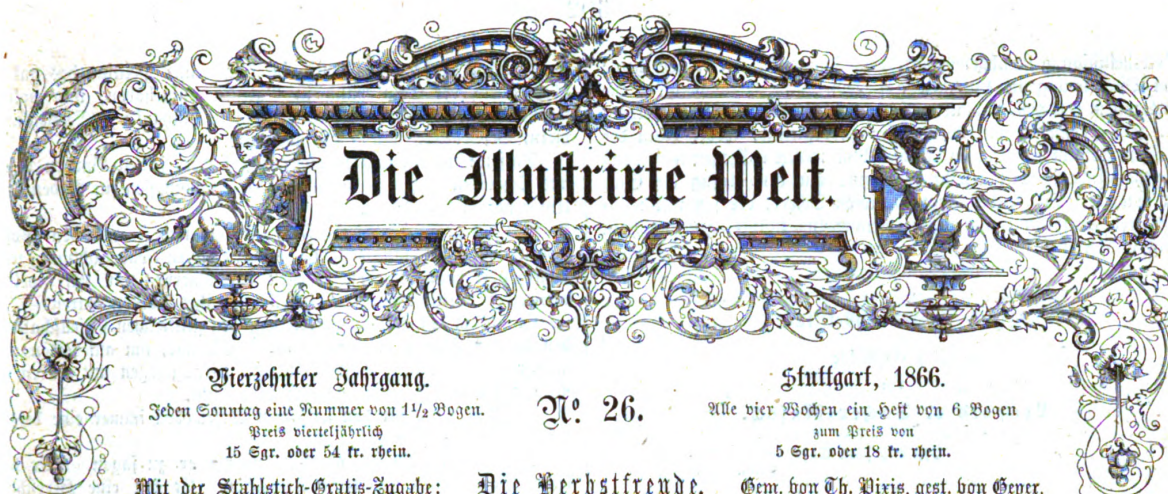 Die Illustrirte Welt.
Vierzehnter Jahrgang.
Jeden Sonntag eine Nummer von 1 1/2 Bogen.
Preis vierteljährlich
15 Sgr. oder 54 kr. rhein.
No. 26.
Stuttgart, 1866.
Alle vier Wochen ein Heft von 6 Bogen
zum Preis von
5 Sgr. oder 18 kr. rhein.
Mit der Stahlstich-Gratis-Zugabe: Die Herbstfreude. Gem. von Th. Pixis, gest. von Geyer.